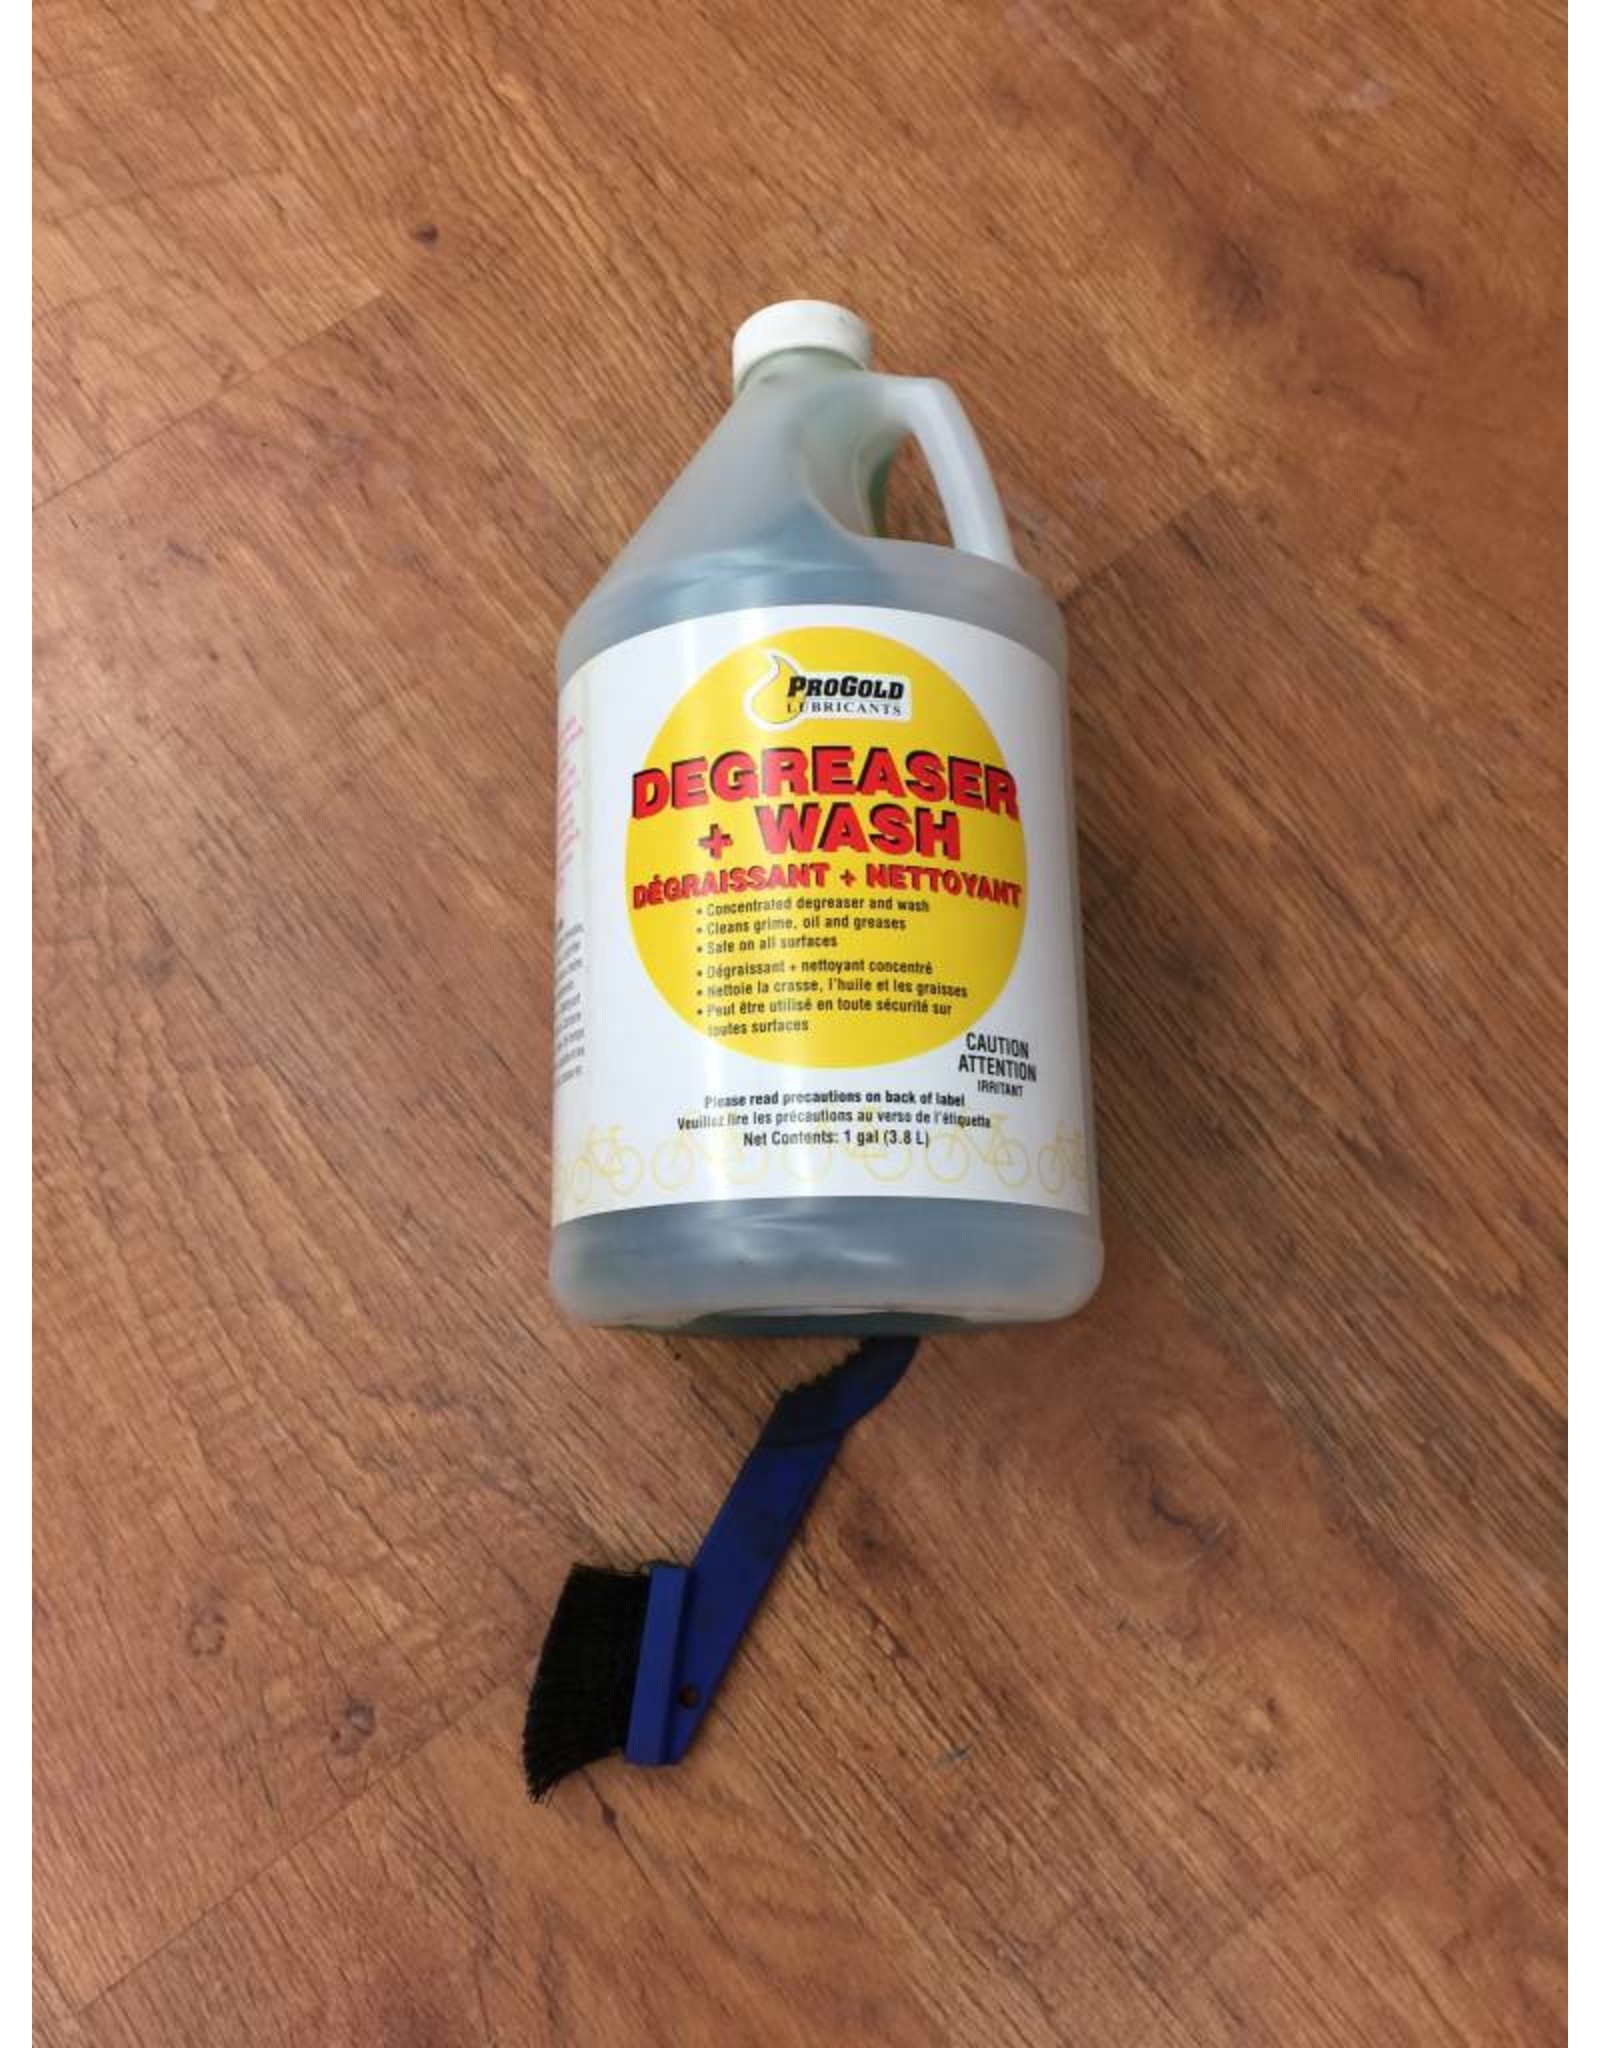 PROGOLD
LUBRICANTS
DEGREASER
+ WASH
DÉGRAISSANT + NETTOYANT
• Concentrated degreaser and wash
• Cleans grime, oil and greases
• Safe on all surfaces
• Dégraissant + nettoyant concentré
• Nettoie la crasse, l'huile et les graisses
• Peut être utilisé en toute sécurité sur
toutes surfaces
CAUTION
ATTENTION
IRRITANT
Please read precautions on back of label
Veuillez lire les précautions au verso de l'étiquette
Net Contents: 1 gal (3.8 L)